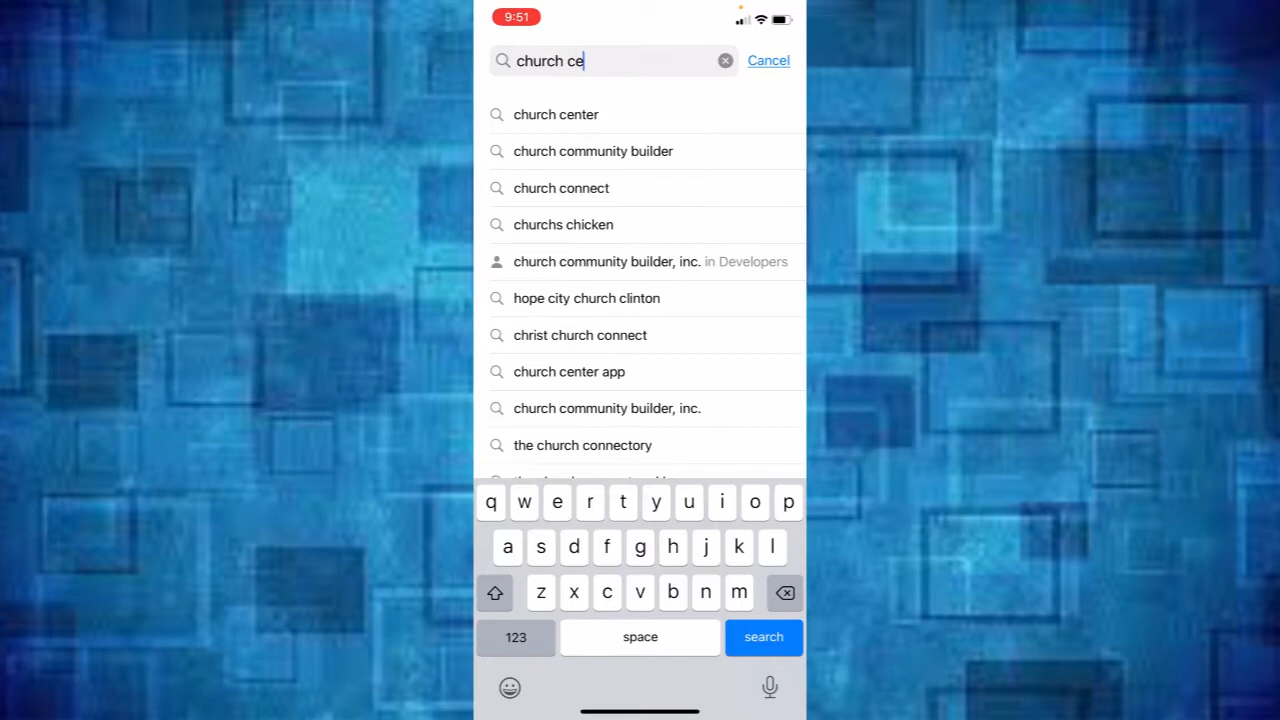 9:51
church ce
Cancel
church center
church community builder
church connect
churchs chicken
church community builder, inc. in Developers
hope city church clinton
christ church connect
church center app
church community builder, inc.
the church connectory
q w e r t y u i o p
a s d f g h j k l
z x c v b n m
123 space search